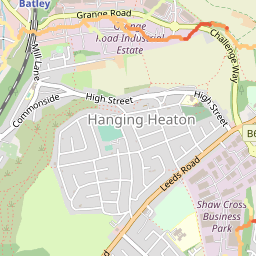 Batley
Grange Road
Grange
Road Industrial
Estate
Mill Lane
Challenge Way
Commonside
High Street
High Street
Hanging Heaton
Leeds Road
B6
Shaw Cross
Business
Park